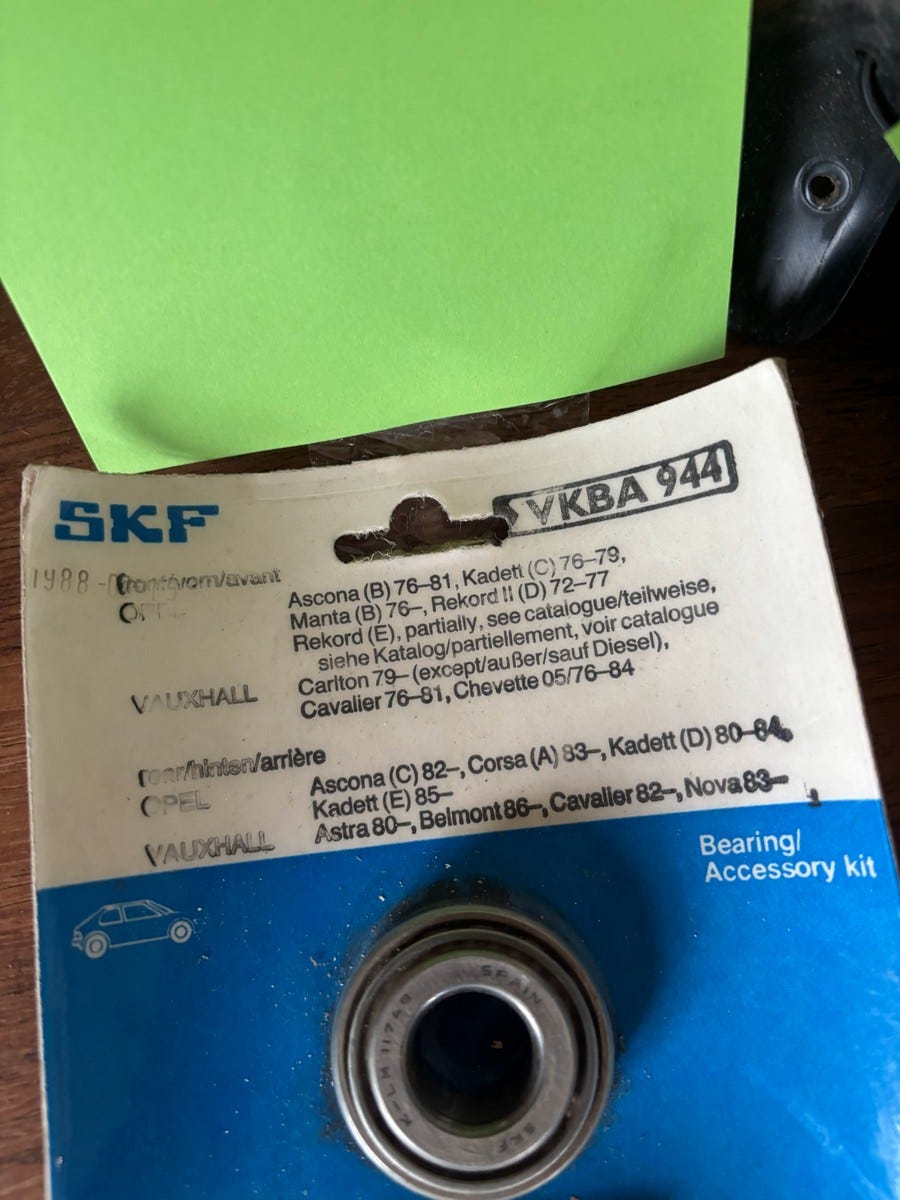 SKF
VKBA 944
1988-
front/vorn/avant
OPEL Ascona (B) 76–81, Kadett (C) 76–79,
Manta (B) 76–, Rekord II (D) 72–77
Rekord (E), partially, see catalogue/teilweise,
siehe Katalog/partiellement, voir catalogue
VAUXHALL Carlton 79– (except/außer/sauf Diesel),
Cavalier 76–81, Chevette 05/76–84
rear/hinten/arrière
OPEL Ascona (C) 82–, Corsa (A) 83–, Kadett (D) 80–84,
Kadett (E) 85–
VAUXHALL Astra 80–, Belmont 86–, Cavalier 82–, Nova 83–
Bearing/
Accessory kit
SPAIN
KLM 11749
SKF